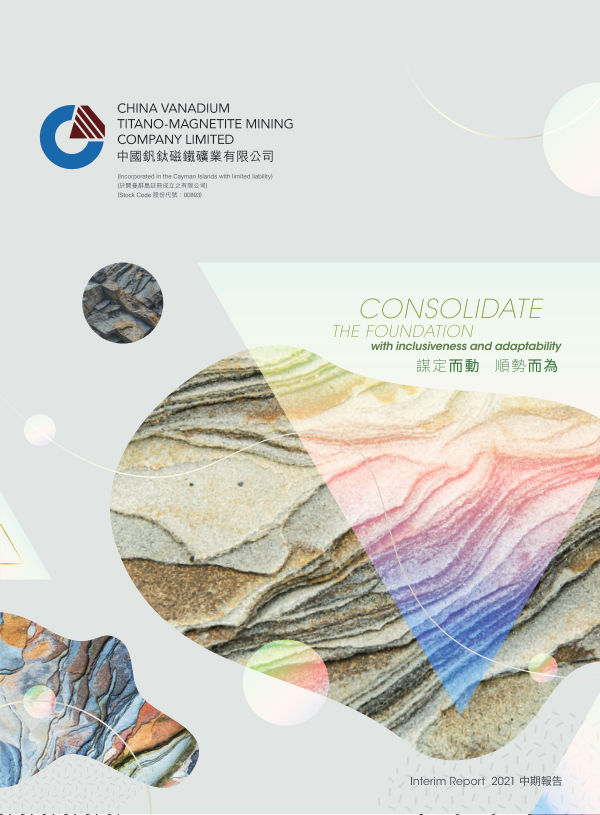 CHINA VANADIUM
TITANO-MAGNETITE MINING
COMPANY LIMITED
中國釩鈦磁鐵礦業有限公司
(Incorporated in the Cayman Islands with limited liability)
(於開曼群島註冊成立之有限公司)
(Stock Code 股份代號：00893)
CONSOLIDATE
THE FOUNDATION
with inclusiveness and adaptability
謀定而動 順勢而為
Interim Report 2021 中期報告